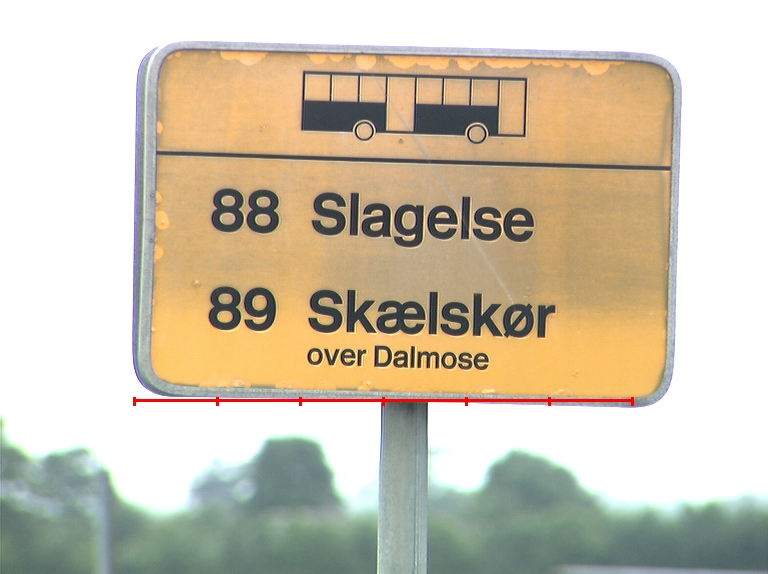 88 Slagelse
89 Skælskør
over Dalmose